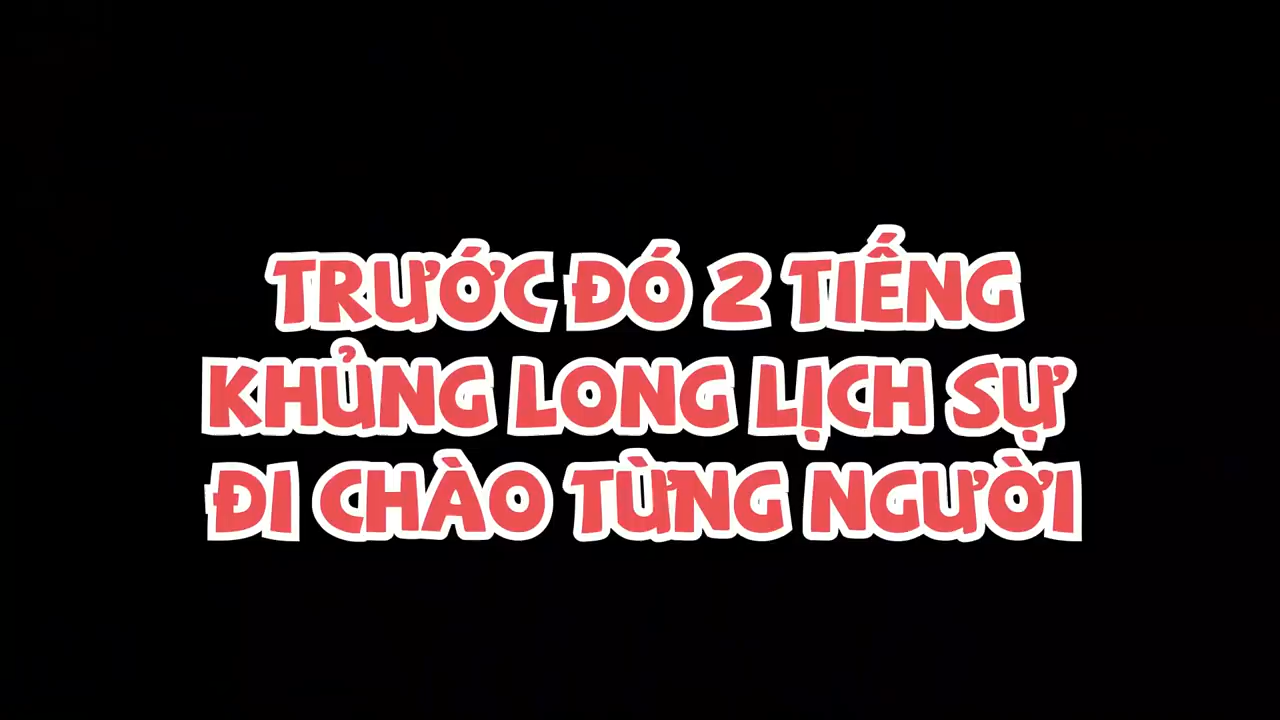 TRƯỚC ĐÓ 2 TIẾNG
KHỦNG LONG LỊCH SỰ
ĐI CHÀO TỪNG NGƯỜI